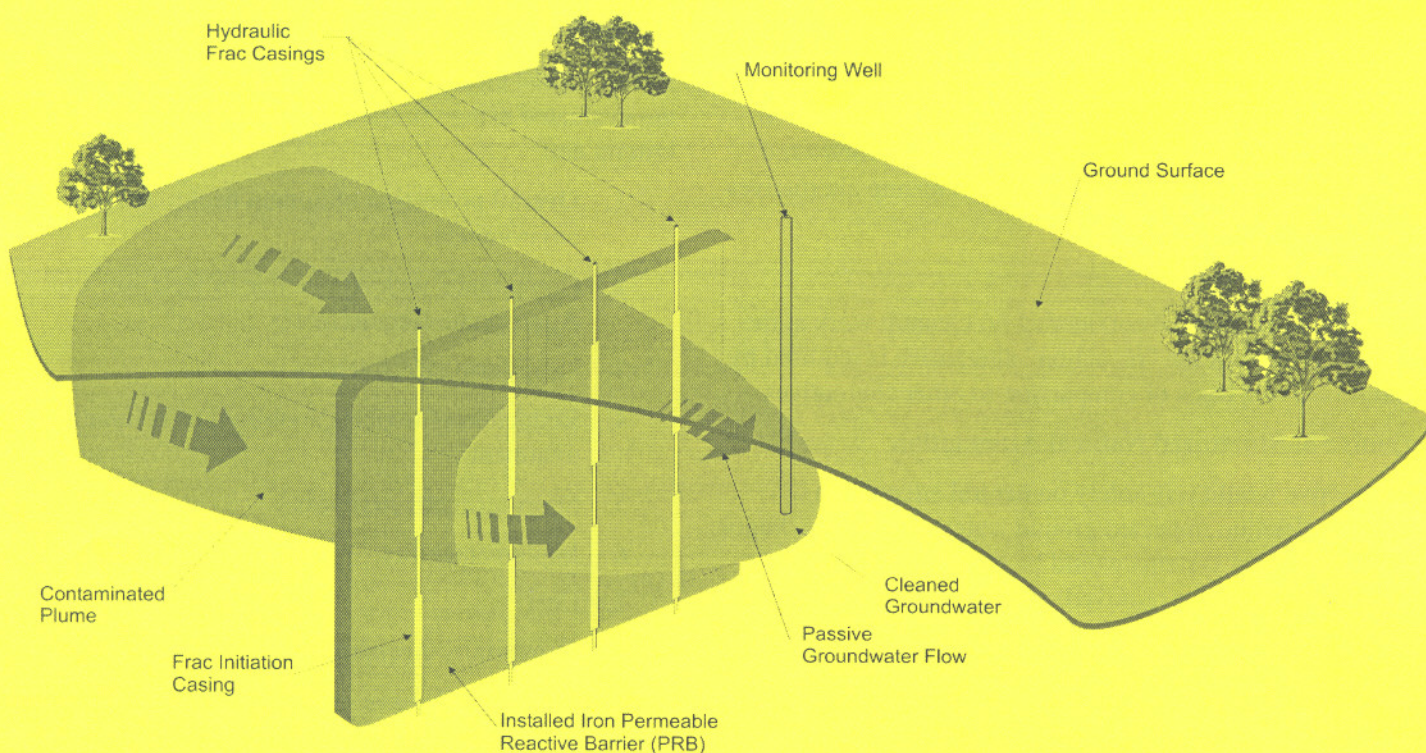 Hydraulic
Frac Casings
Monitoring Well
Ground Surface
Contaminated
Plume
Cleaned
Groundwater
Passive
Groundwater Flow
Frac Initiation
Casing
Installed Iron Permeable
Reactive Barrier (PRB)